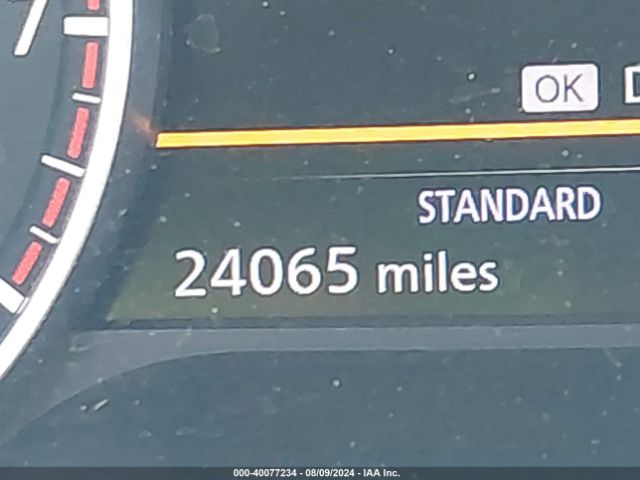 OK
STANDARD
24065 miles
000-40077234 - 08/09/2024 - IAA Inc.